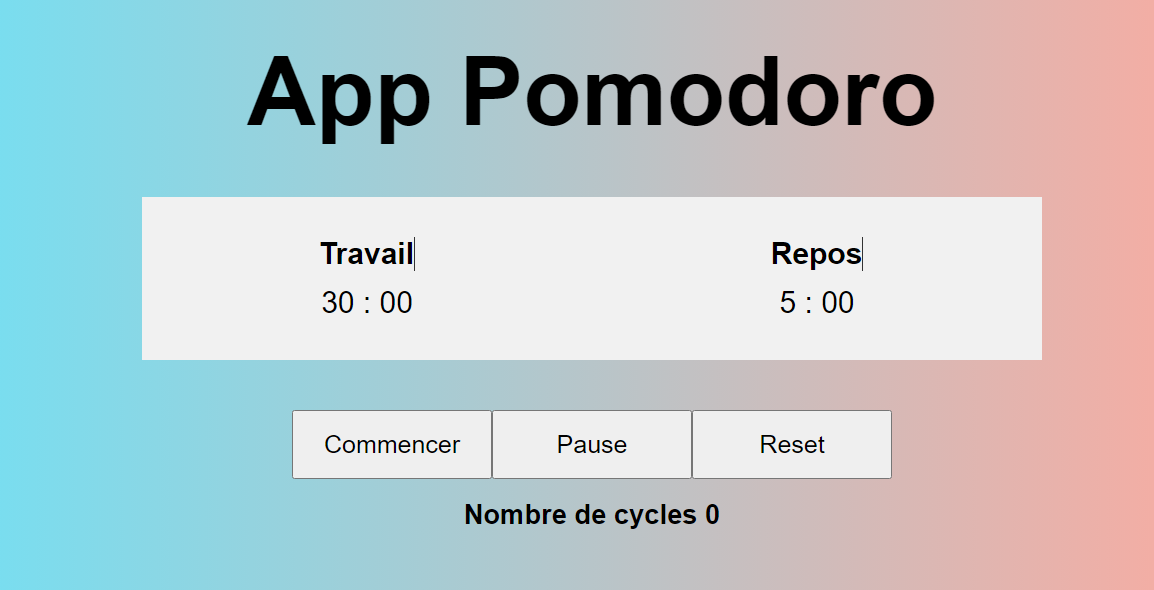 App Pomodoro
Travail
30 : 00
Repos
5 : 00
Commencer
Pause
Reset
Nombre de cycles 0